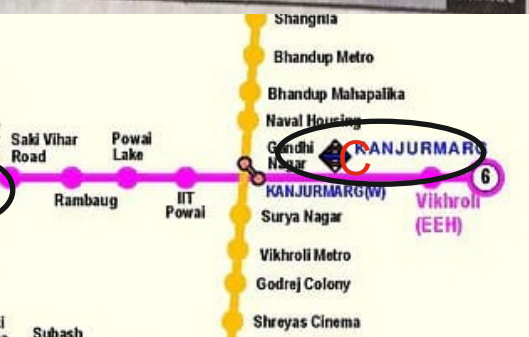 Shangrila
Bhandup Metro
Bhandup Mahapalika
Naval Housing
Gandhi
Nagar
C KANJURMARG
Saki Vihar
Road
Powai
Lake
Rambaug
IIT
Powai
KANJURMARG(W)
6
Vikhroli
(EEH)
Surya Nagar
Vikhroli Metro
Godrej Colony
Shreyas Cinema
Subash